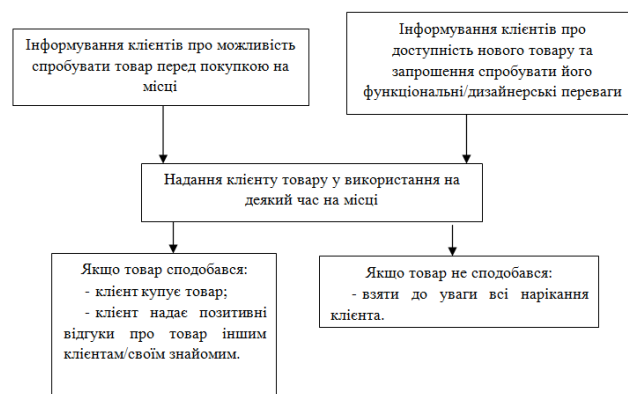 Інформування клієнтів про можливість
спробувати товар перед покупкою на
місці
Інформування клієнтів про
доступність нового товару та
запрошення спробувати його
функціональні/дизайнерські переваги
Надання клієнту товару у використання на
деякий час на місці
Якщо товар сподобався:
- клієнт купує товар;
- клієнт надає позитивні
відгуки про товар іншим
клієнтам/своїм знайомим.
Якщо товар не сподобався:
- взяти до уваги всі нарікання
клієнта.